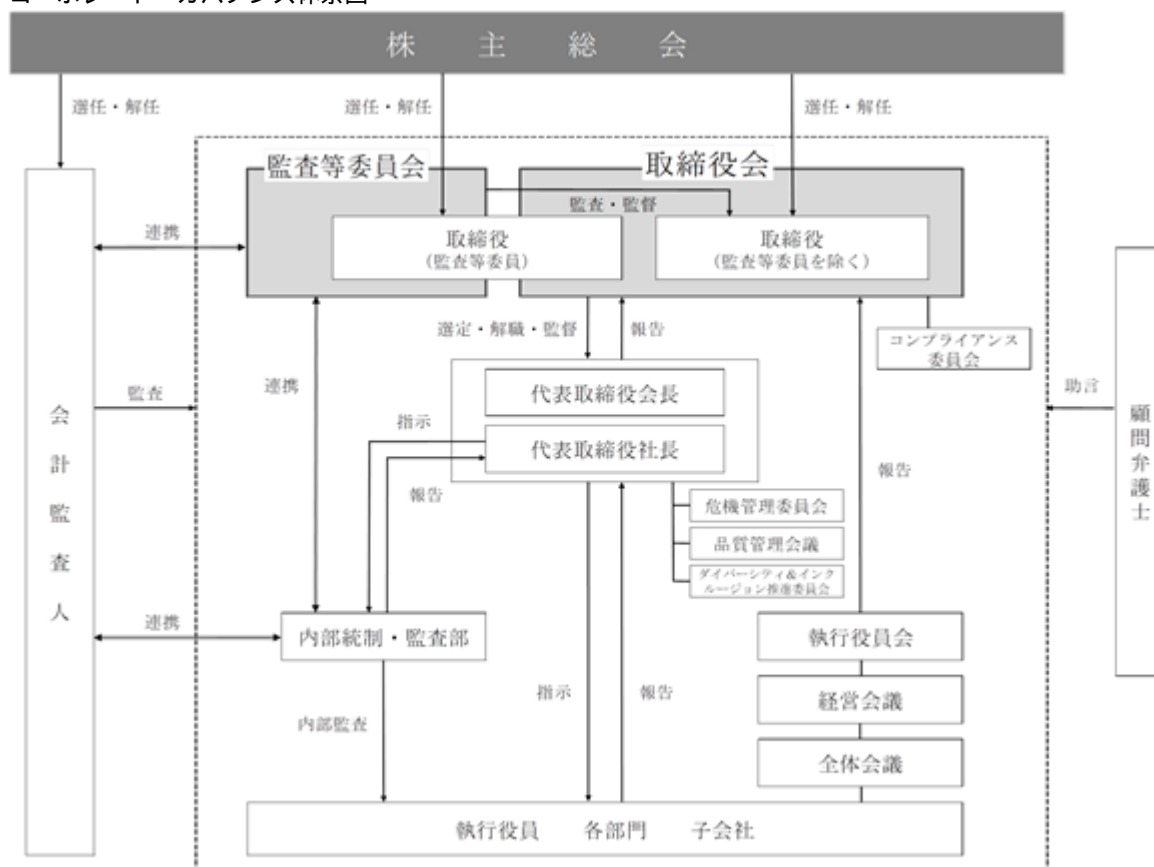 コーポレート・ガバナンス体系図
株主総会
選任・解任
選任・解任
選任・解任
監査等委員会
取締役会
監査・監督
連携
取締役
(監査等委員)
取締役
(監査等委員を除く)
選定・解職・監督
報告
コンプライアンス
委員会
監査
連携
代表取締役会長
助言
会計監査人
指示
代表取締役社長
顧問弁護士
報告
報告
危機管理委員会
品質管理会議
ダイバーシティ&インク
ルージョン推進委員会
連携
内部統制・監査部
執行役員会
指示
報告
経営会議
内部監査
全体会議
執行役員 各部門 子会社